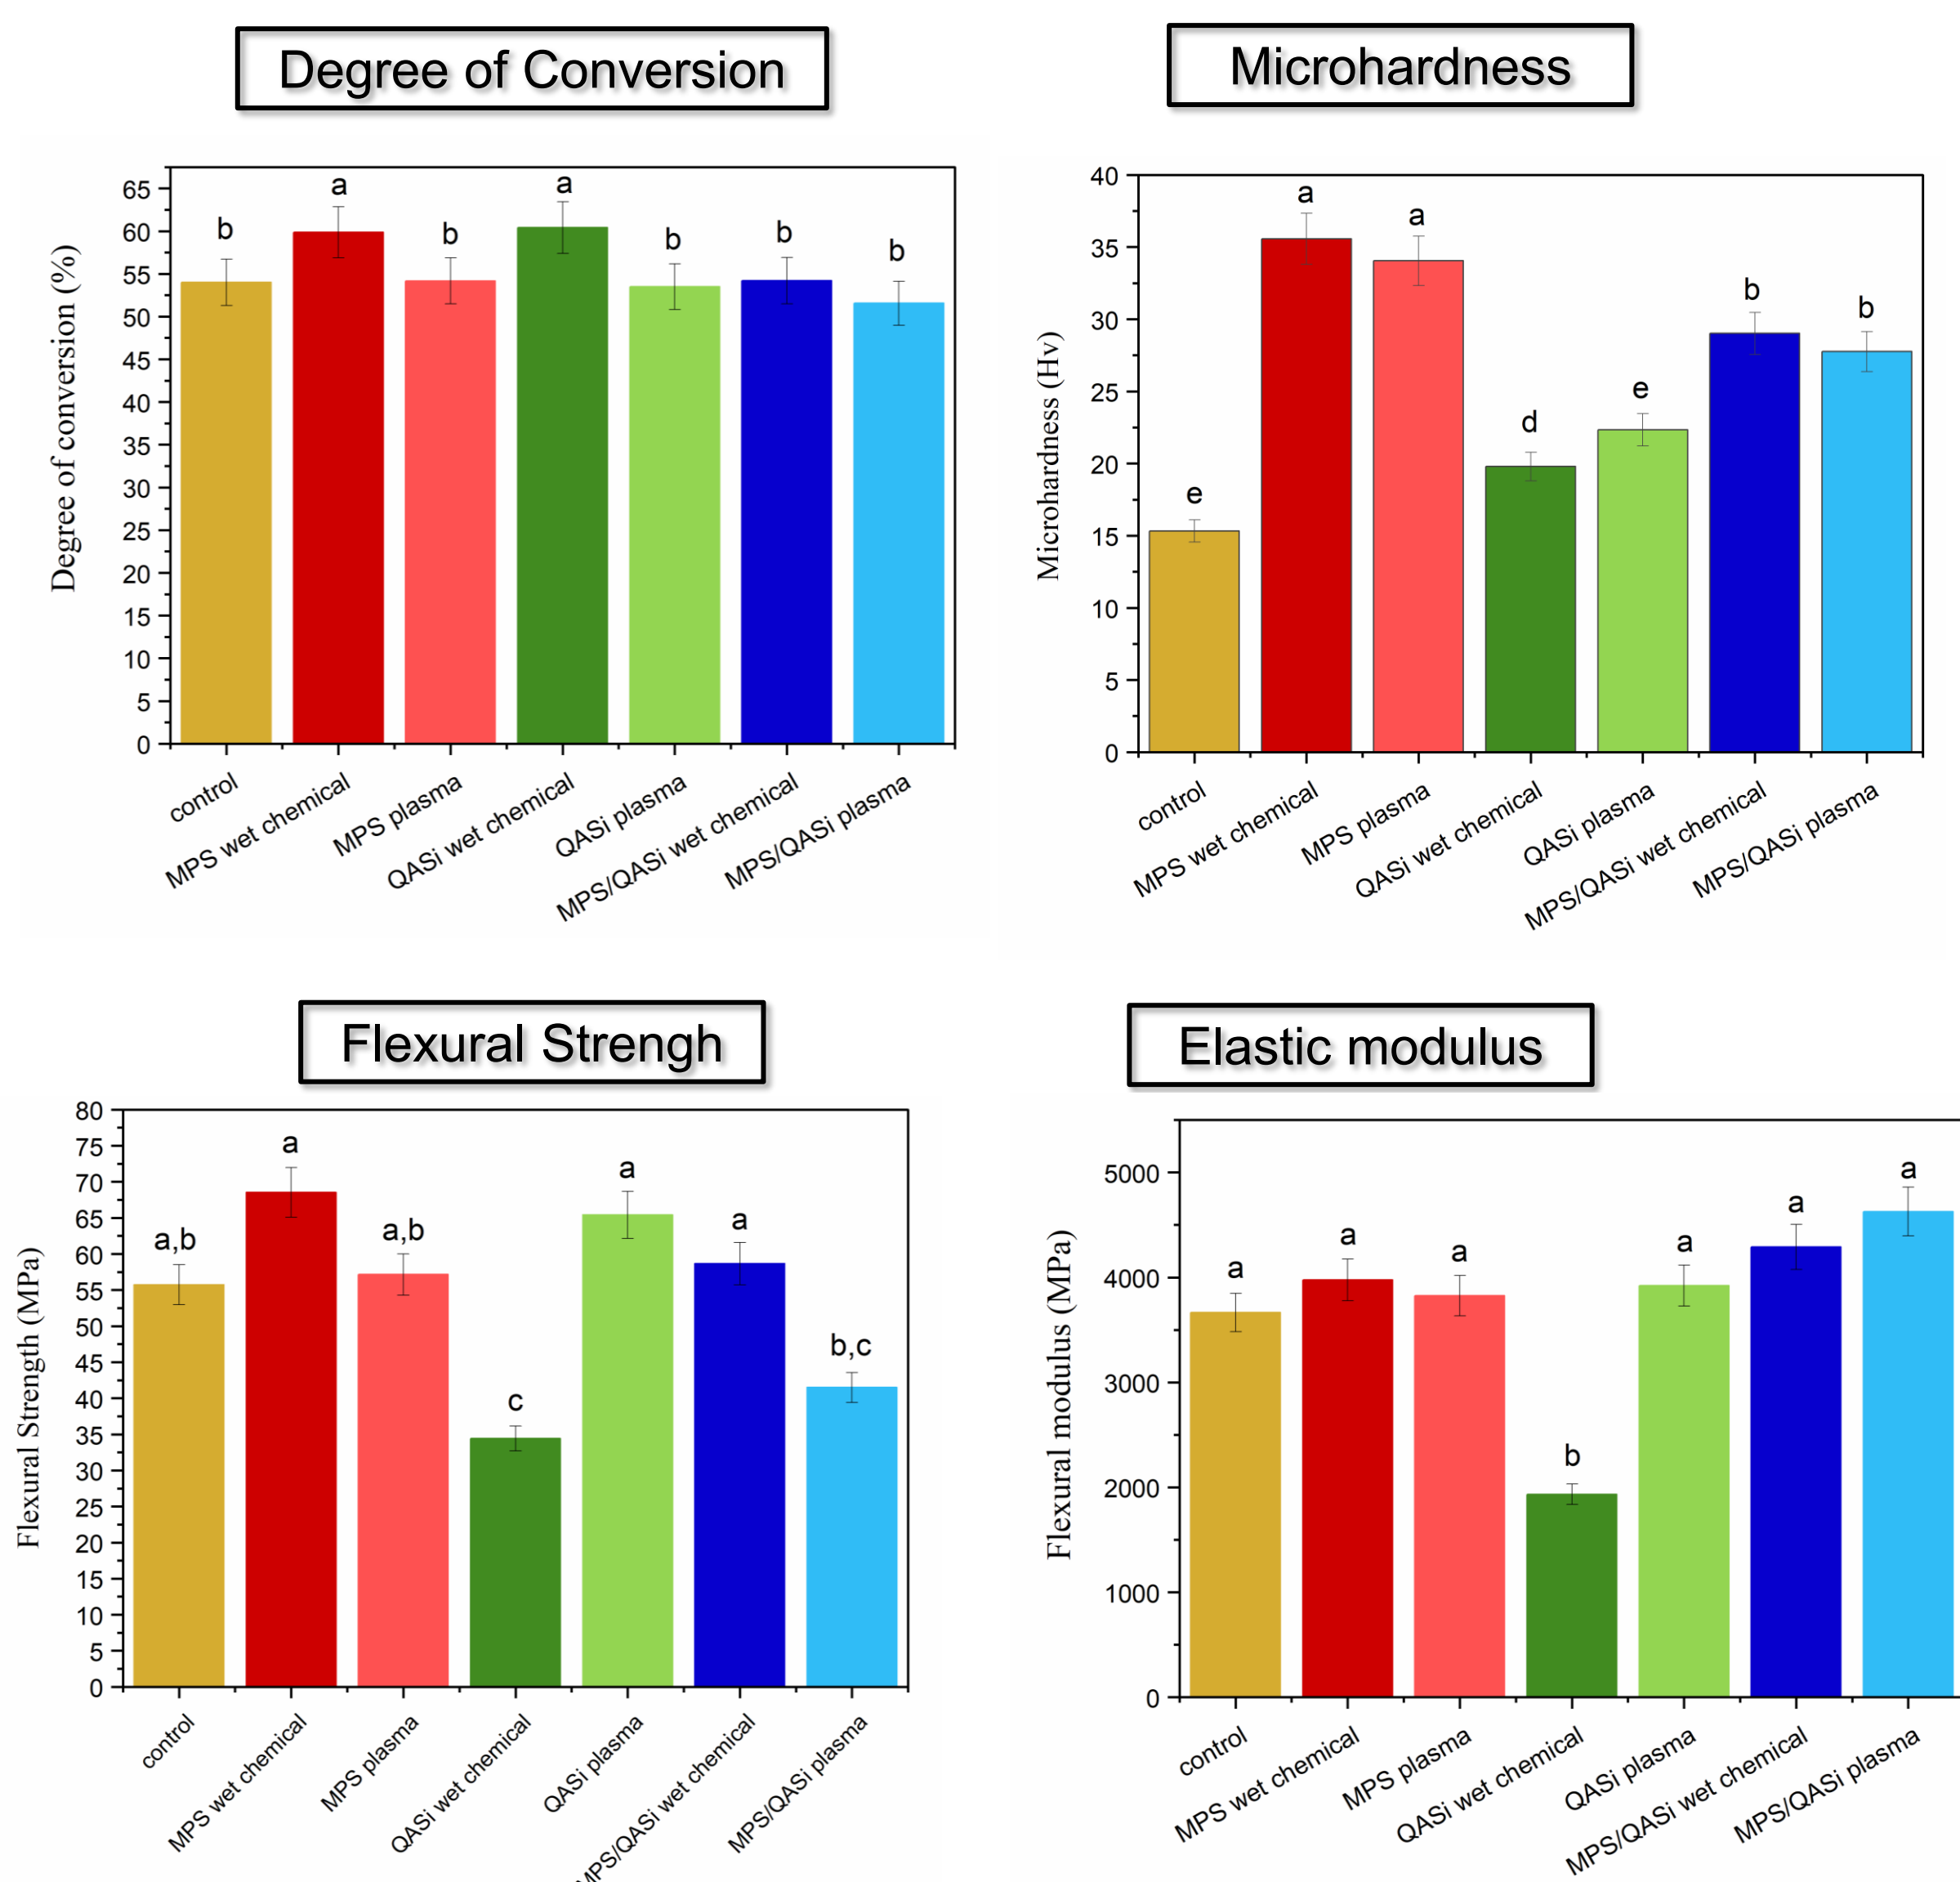 Degree of Conversion
Degree of conversion (%)
65
60
55
50
45
40
35
30
25
20
15
10
5
0
b
a
b
a
b
b
b
control
MPS wet chemical
MPS plasma
QASi wet chemical
QASi plasma
MPS/QASi wet chemical
MPS/QASi plasma
Microhardness
Microhardness (Hv)
40
35
30
25
20
15
10
5
0
e
a
a
d
e
b
b
control
MPS wet chemical
MPS plasma
QASi wet chemical
QASi plasma
MPS/QASi wet chemical
MPS/QASi plasma
Flexural Strengh
Flexural Strength (MPa)
80
75
70
65
60
55
50
45
40
35
30
25
20
15
10
5
0
a,b
a
a,b
c
a
a
b,c
control
MPS wet chemical
MPS plasma
QASi wet chemical
QASi plasma
MPS/QASi wet chemical
MPS/QASi plasma
Elastic modulus
Flexural modulus (MPa)
5000
4000
3000
2000
1000
0
a
a
a
b
a
a
a
control
MPS wet chemical
MPS plasma
QASi wet chemical
QASi plasma
MPS/QASi wet chemical
MPS/QASi plasma